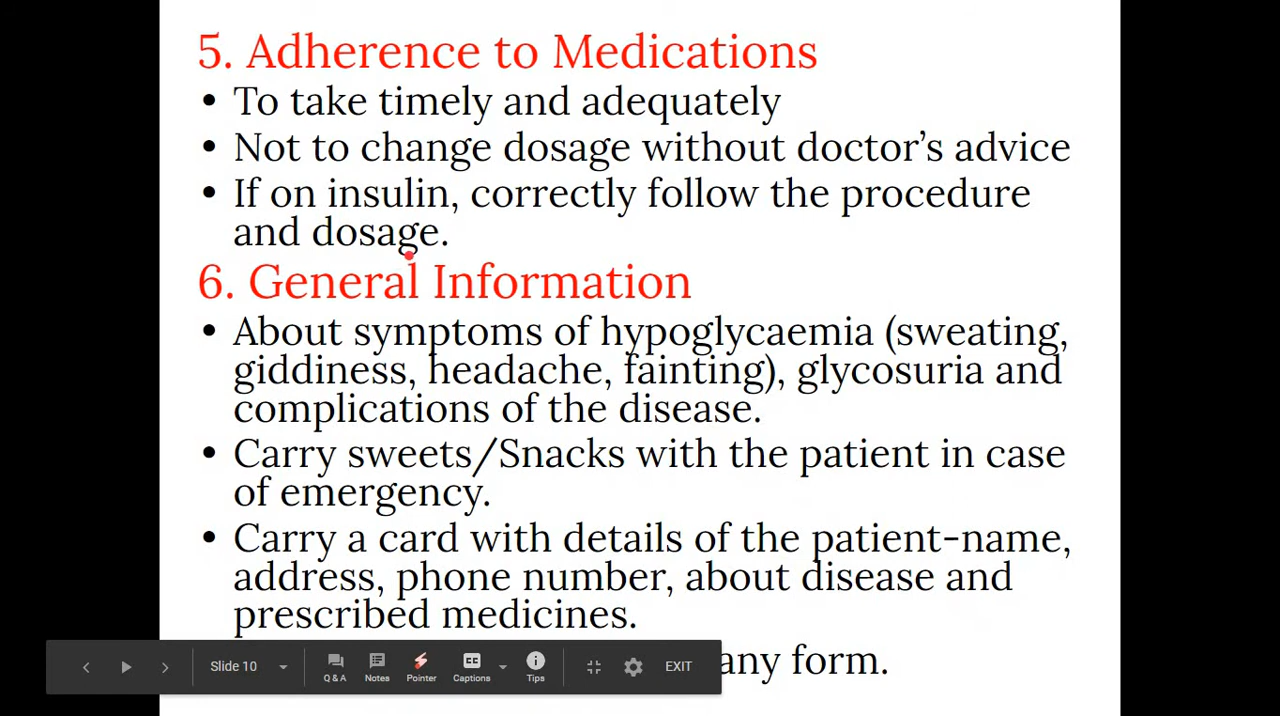 5. Adherence to Medications
• To take timely and adequately
• Not to change dosage without doctor's advice
• If on insulin, correctly follow the procedure
and dosage.
6. General Information
• About symptoms of hypoglycaemia (sweating,
giddiness, headache, fainting), glycosuria and
complications of the disease.
• Carry sweets/Snacks with the patient in case
of emergency.
• Carry a card with details of the patient-name,
address, phone number, about disease and
prescribed medicines.
any form.
Slide 10
Q & A
Notes
Pointer
CC
Captions
Tips
EXIT